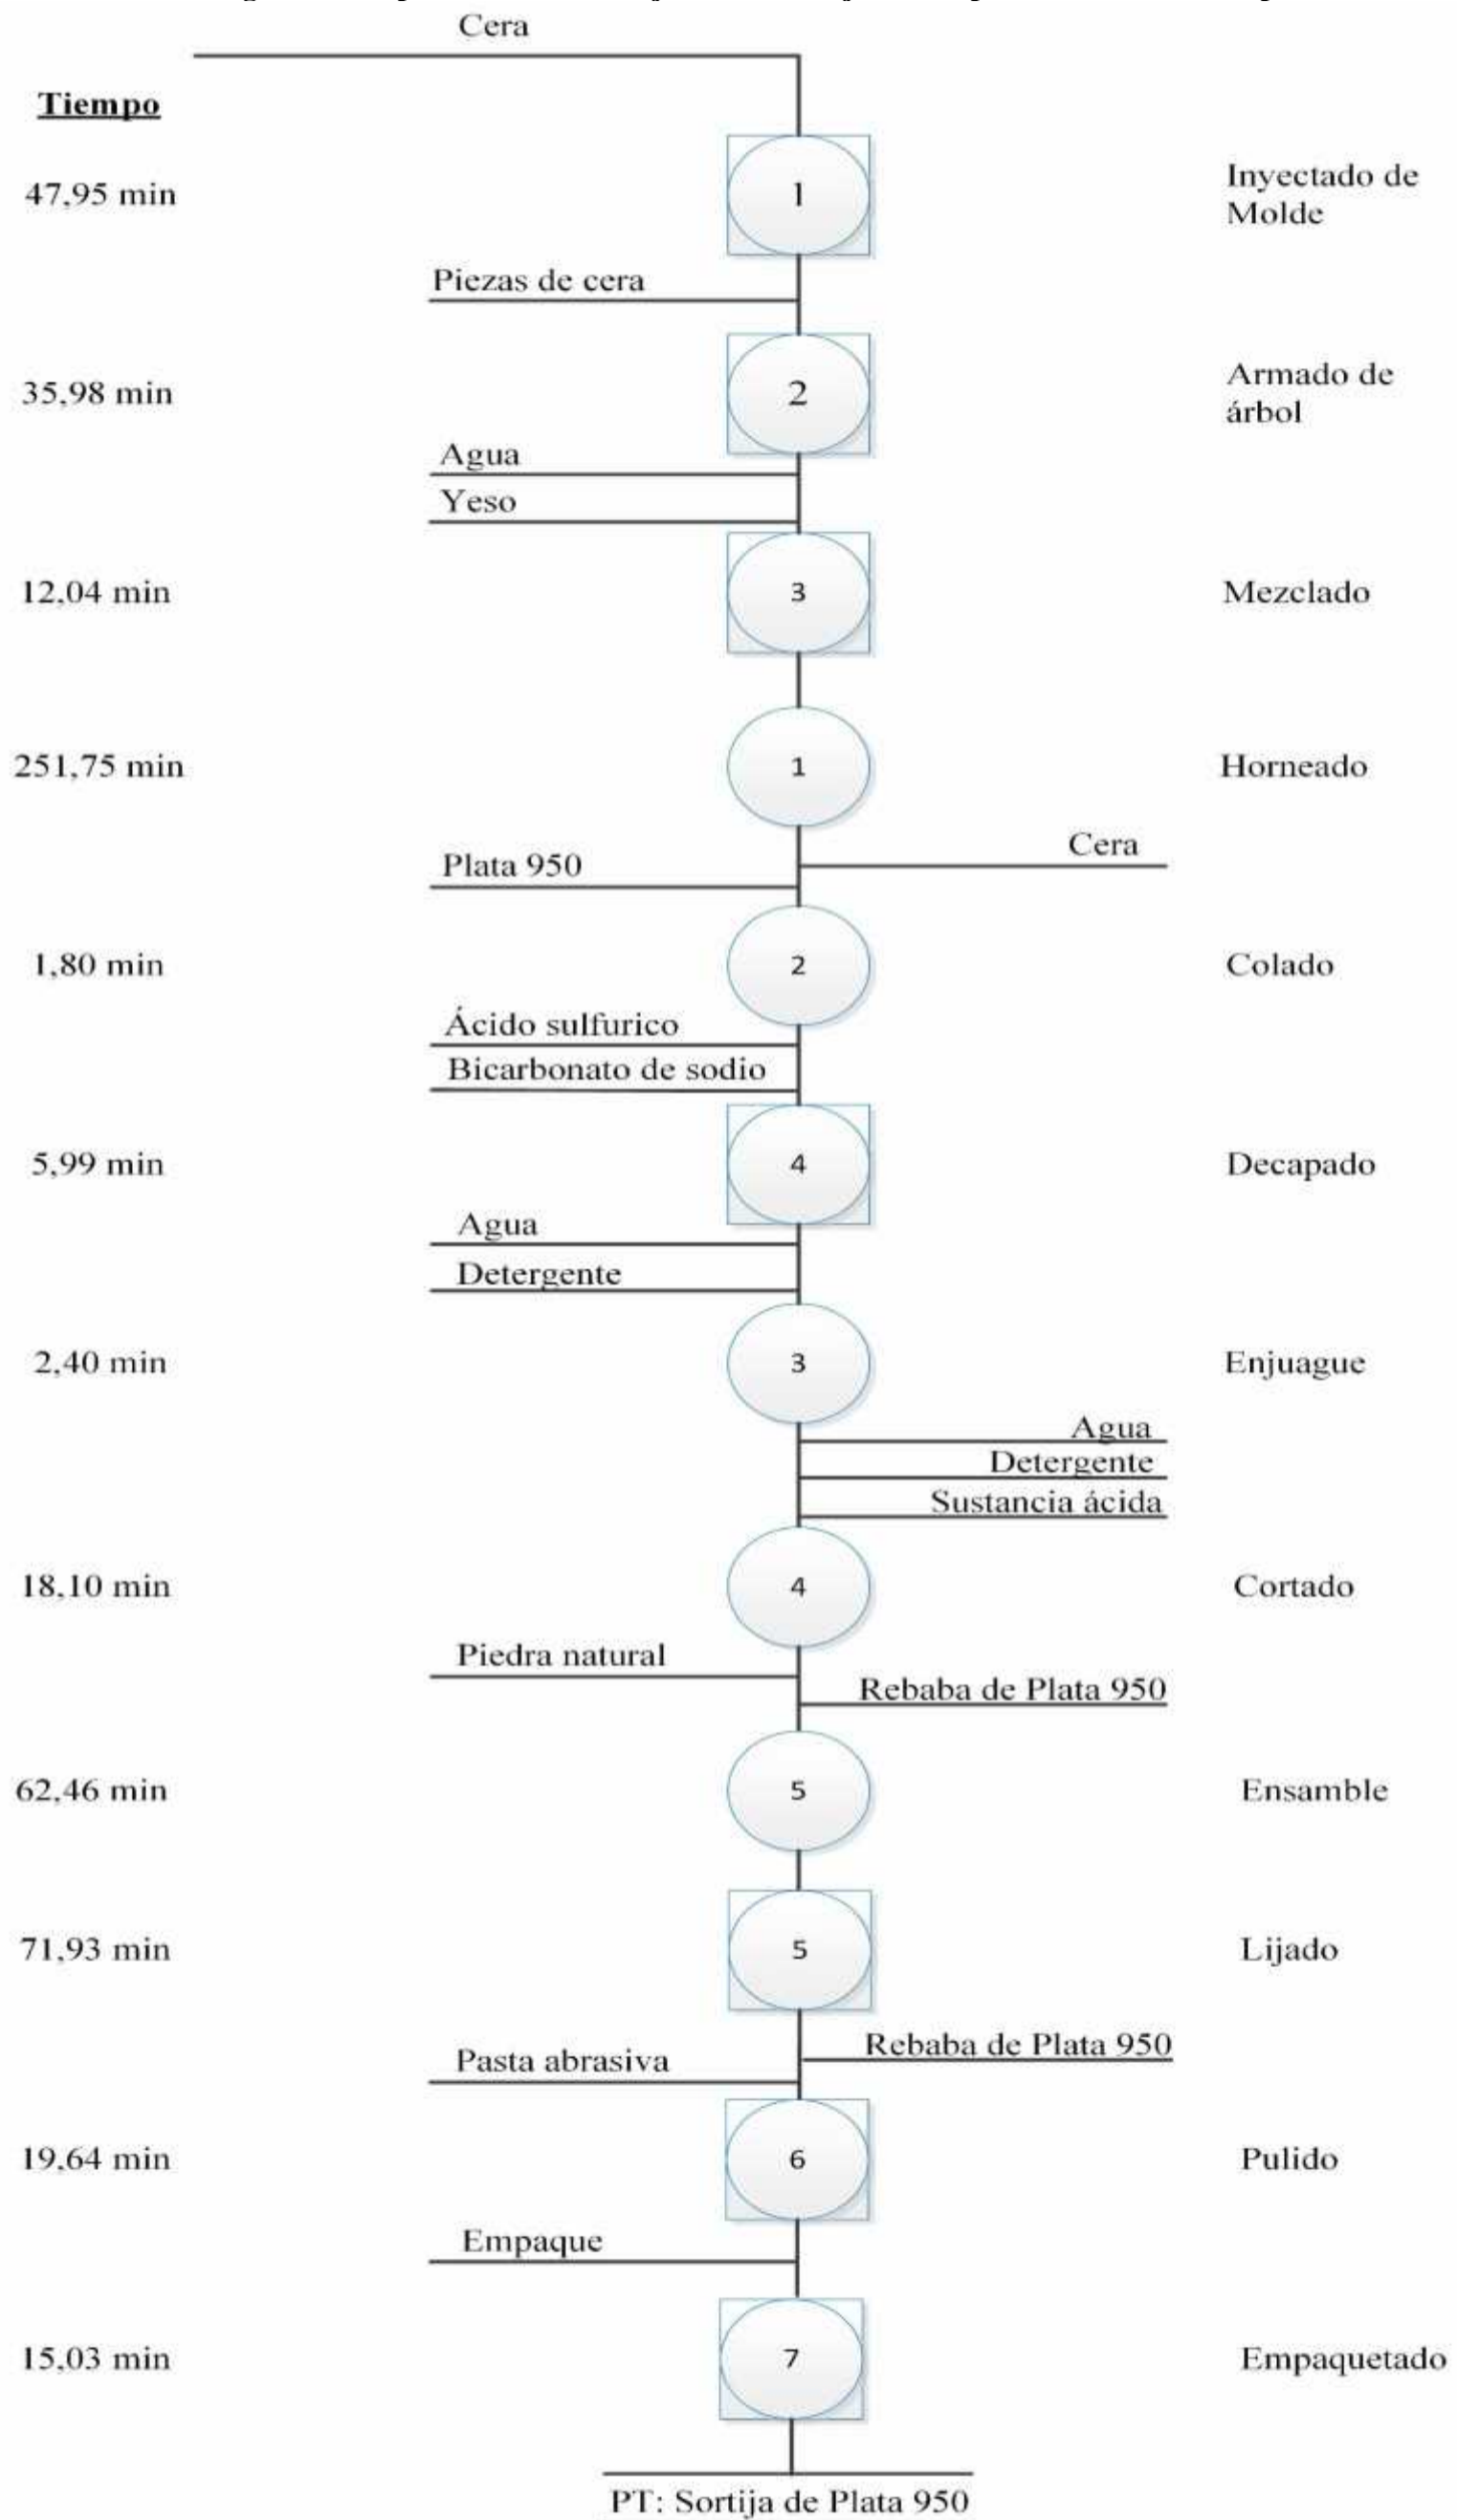 Cera
Tiempo
47,95 min
1
Inyectado de
Molde
Piezas de cera
35,98 min
2
Armado de
árbol
Agua
Yeso
12,04 min
3
Mezclado
251,75 min
1
Horneado
Cera
Plata 950
1,80 min
2
Colado
Ácido sulfurico
Bicarbonato de sodio
5,99 min
4
Decapado
Agua
Detergente
2,40 min
3
Enjuague
Agua
Detergente
Sustancia ácida
18,10 min
4
Cortado
Piedra natural
Rebaba de Plata 950
62,46 min
5
Ensamble
71,93 min
5
Lijado
Rebaba de Plata 950
Pasta abrasiva
19,64 min
6
Pulido
Empaque
15,03 min
7
Empaquetado
PT: Sortija de Plata 950